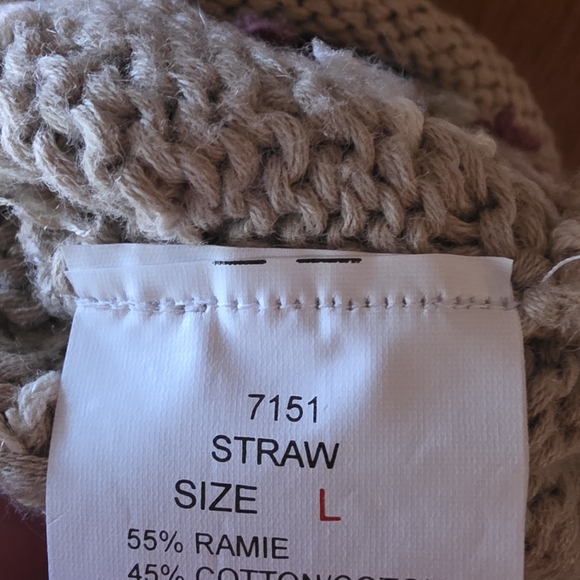 7151
STRAW
SIZE L
55% RAMIE
45% COTTON/